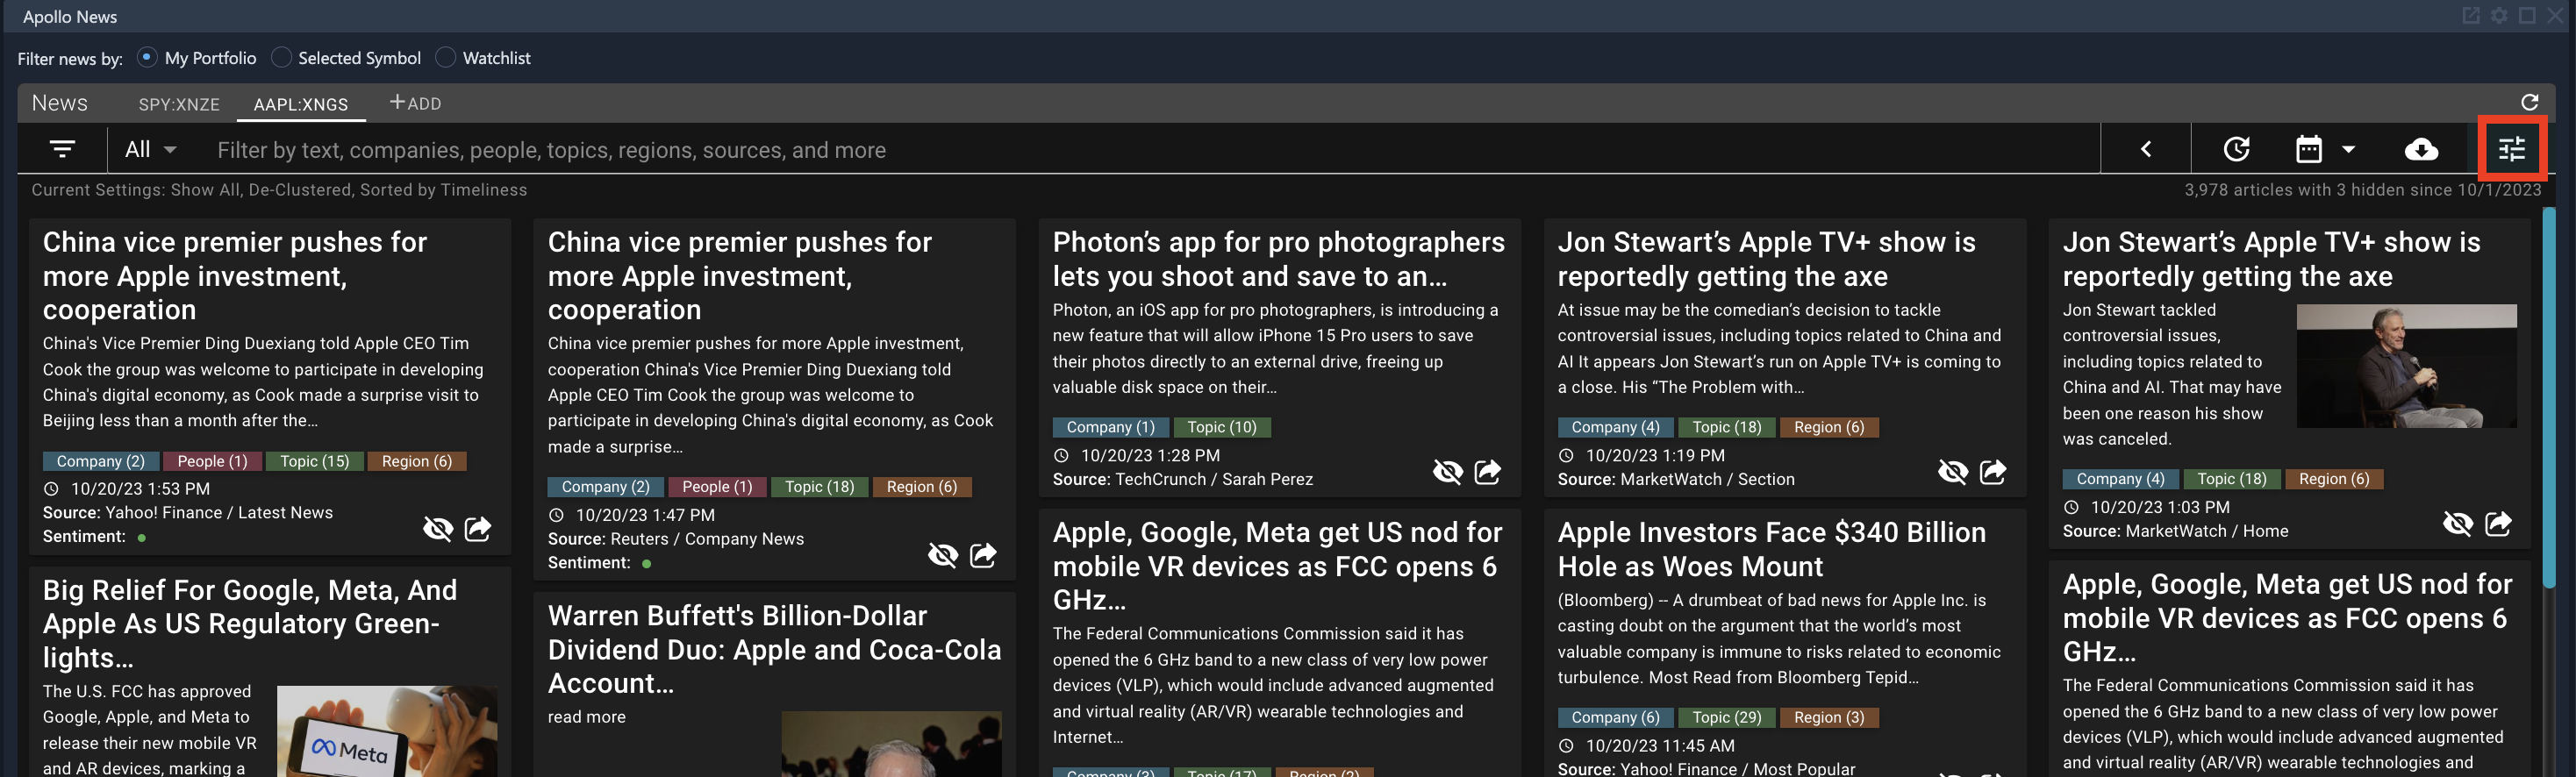 Apollo News
Filter news by: My Portfolio Selected Symbol Watchlist
News SPY:XNZE AAPL:XNGS +ADD
All Filter by text, companies, people, topics, regions, sources, and more
Current Settings: Show All, De-Clustered, Sorted by Timeliness
3,978 articles with 3 hidden since 10/1/2023
China vice premier pushes for
more Apple investment,
cooperation
China's Vice Premier Ding Duexiang told Apple CEO Tim
Cook the group was welcome to participate in developing
China's digital economy, as Cook made a surprise visit to
Beijing less than a month after the...
Company (2) People (1) Topic (15) Region (6)
10/20/23 1:53 PM
Source: Yahoo! Finance / Latest News
Sentiment:
Big Relief For Google, Meta, And
Apple As US Regulatory Green-
lights...
The U.S. FCC has approved
Google, Apple, and Meta to
release their new mobile VR
and AR devices, marking a
Meta
China vice premier pushes for
more Apple investment,
cooperation
China vice premier pushes for more Apple investment,
cooperation China's Vice Premier Ding Duexiang told
Apple CEO Tim Cook the group was welcome to
participate in developing China's digital economy, as Cook
made a surprise...
Company (2) People (1) Topic (18) Region (6)
10/20/23 1:47 PM
Source: Reuters / Company News
Sentiment:
Warren Buffett's Billion-Dollar
Dividend Duo: Apple and Coca-Cola
Account...
read more
Photon’s app for pro photographers
lets you shoot and save to an...
Photon, an iOS app for pro photographers, is introducing a
new feature that will allow iPhone 15 Pro users to save
their photos directly to an external drive, freeing up
valuable disk space on their...
Company (1) Topic (10)
10/20/23 1:28 PM
Source: TechCrunch / Sarah Perez
Apple, Google, Meta get US nod for
mobile VR devices as FCC opens 6
GHz...
The Federal Communications Commission said it has
opened the 6 GHz band to a new class of very low power
devices (VLP), which would include advanced augmented
and virtual reality (AR/VR) wearable technologies and
Internet...
Company (3) Topic (17) Region (2)
Jon Stewart’s Apple TV+ show is
reportedly getting the axe
At issue may be the comedian’s decision to tackle
controversial issues, including topics related to China and
AI It appears Jon Stewart’s run on Apple TV+ is coming to
a close. His “The Problem with...
Company (4) Topic (18) Region (6)
10/20/23 1:19 PM
Source: MarketWatch / Section
Apple Investors Face $340 Billion
Hole as Woes Mount
(Bloomberg) -- A drumbeat of bad news for Apple Inc. is
casting doubt on the argument that the world’s most
valuable company is immune to risks related to economic
turbulence. Most Read from Bloomberg Tepid...
Company (6) Topic (29) Region (3)
10/20/23 11:45 AM
Source: Yahoo! Finance / Most Popular
Jon Stewart’s Apple TV+ show is
reportedly getting the axe
Jon Stewart tackled
controversial issues,
including topics related to
China and AI. That may have
been one reason his show
was canceled.
Company (4) Topic (18) Region (6)
10/20/23 1:03 PM
Source: MarketWatch / Home
Apple, Google, Meta get US nod for
mobile VR devices as FCC opens 6
GHz...
The Federal Communications Commission said it has
opened the 6 GHz band to a new class of very low power
devices (VLP), which would include advanced augmented
and virtual reality (AR/VR) wearable technologies and